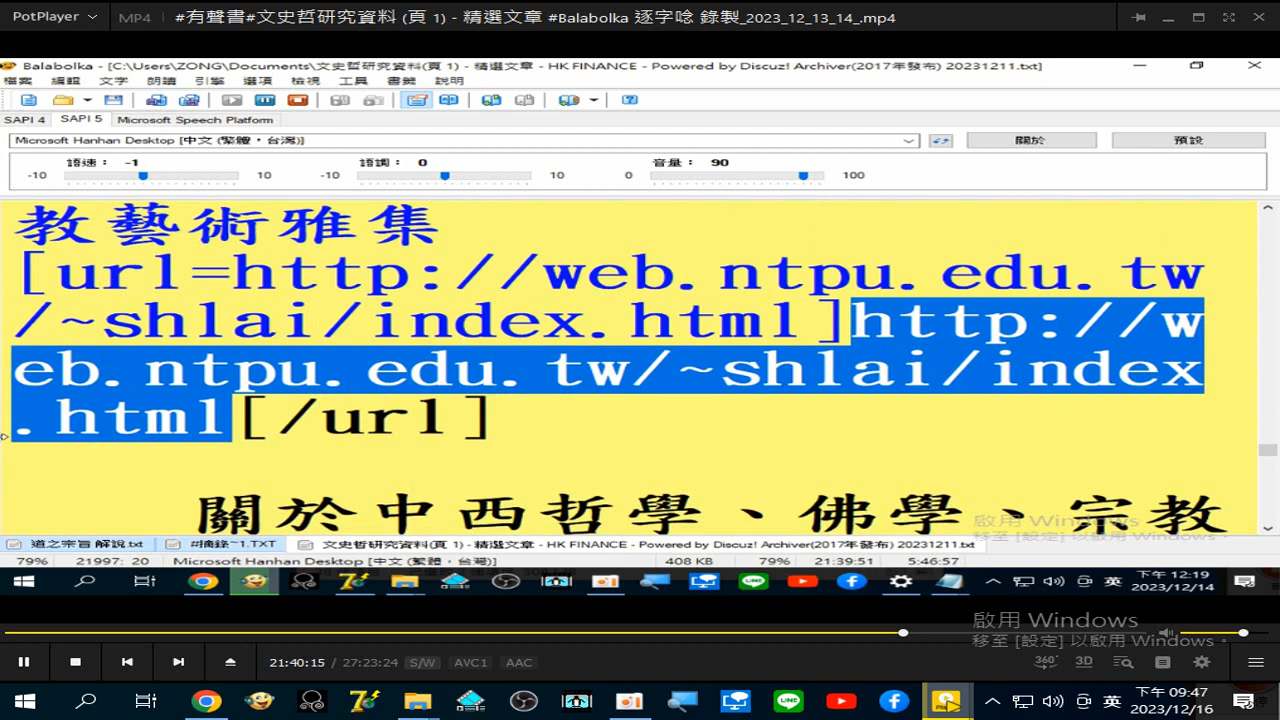 PotPlayer MP4 #有聲書#文史哲研究資料 (頁 1) - 精選文章 #Balabolka 逐字唸 錄製_2023_12_13_14_.mp4
Balabolka - [C:\Users\ZONG\Documents\文史哲研究資料(頁 1) - 精選文章 - HK FINANCE - Powered by Discuz! Archiver(2017年發布) 20231211.txt]
檔案 編輯 文字 朗讀 引擎 選項 檢視 工具 書籤 說明
SAPI 4 SAPI 5 Microsoft Speech Platform
Microsoft Hanhan Desktop [中文 (繁體，台灣)] 關於 預設
語速： -1 語調： 0 音量： 90
-10 10 -10 10 0 100
教藝術雅集
[url=http://web.ntpu.edu.tw
/~shlai/index.html]http://w
eb.ntpu.edu.tw/~shlai/index
.html[/url]
關於中西哲學、佛學、宗教
啟用 Windows
移至 [設定] 以啟用 Windows。
道之宗旨 解說.txt #摘錄~1.TXT 文史哲研究資料(頁 1) - 精選文章 - HK FINANCE - Powered by Discuz! Archiver(2017年發布) 20231211.txt
79% 21997: 20 Microsoft Hanhan Desktop [中文 (繁體，台灣)] 408 KB 79% 21:39:51 5:46:57
英 下午 12:19
2023/12/14
啟用 Windows
移至 [設定] 以啟用 Windows。
21:40:15 / 27:23:24 S/W AVC1 AAC 360° 3D
英 下午 09:47
2023/12/16